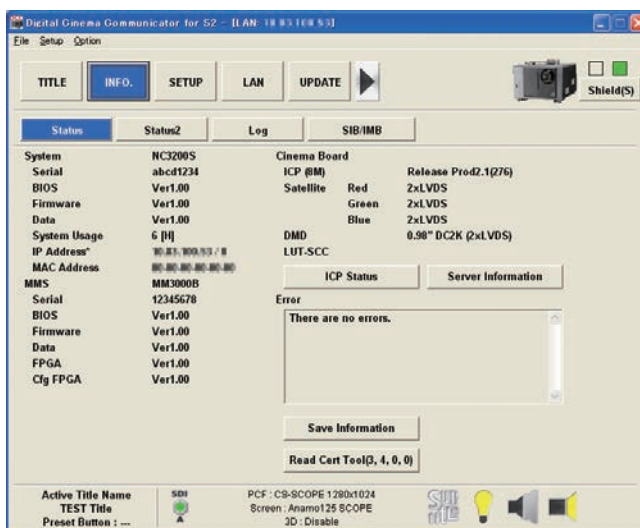 Digital Cinema Communicator for S2 - [LAN:
File Setup Option
TITLE INFO. SETUP LAN UPDATE Shield(S)
Status Status2 Log SIB/IMB
System NC3200S
Serial abcd1234
BIOS Ver1.00
Firmware Ver1.00
Data Ver1.00
System Usage 6 [H]
IP Address*
MAC Address
MMS MM3000B
Serial 12345678
BIOS Ver1.00
Firmware Ver1.00
Data Ver1.00
FPGA Ver1.00
Cfg FPGA Ver1.00
Cinema Board
ICP (8M) Release Prod2.1(276)
Satellite Red 2xLVDS
Green 2xLVDS
Blue 2xLVDS
DMD 0.98" DC2K (2xLVDS)
LUT-SCC
ICP Status Server Information
Error
There are no errors.
Save Information
Read Cert Tool(3, 4, 0, 0)
Active Title Name
TEST Title
Preset Button : ---
SDI
A
PCF : CS-SCOPE 1280x1024
Screen : Anamo125 SCOPE
3D : Disable